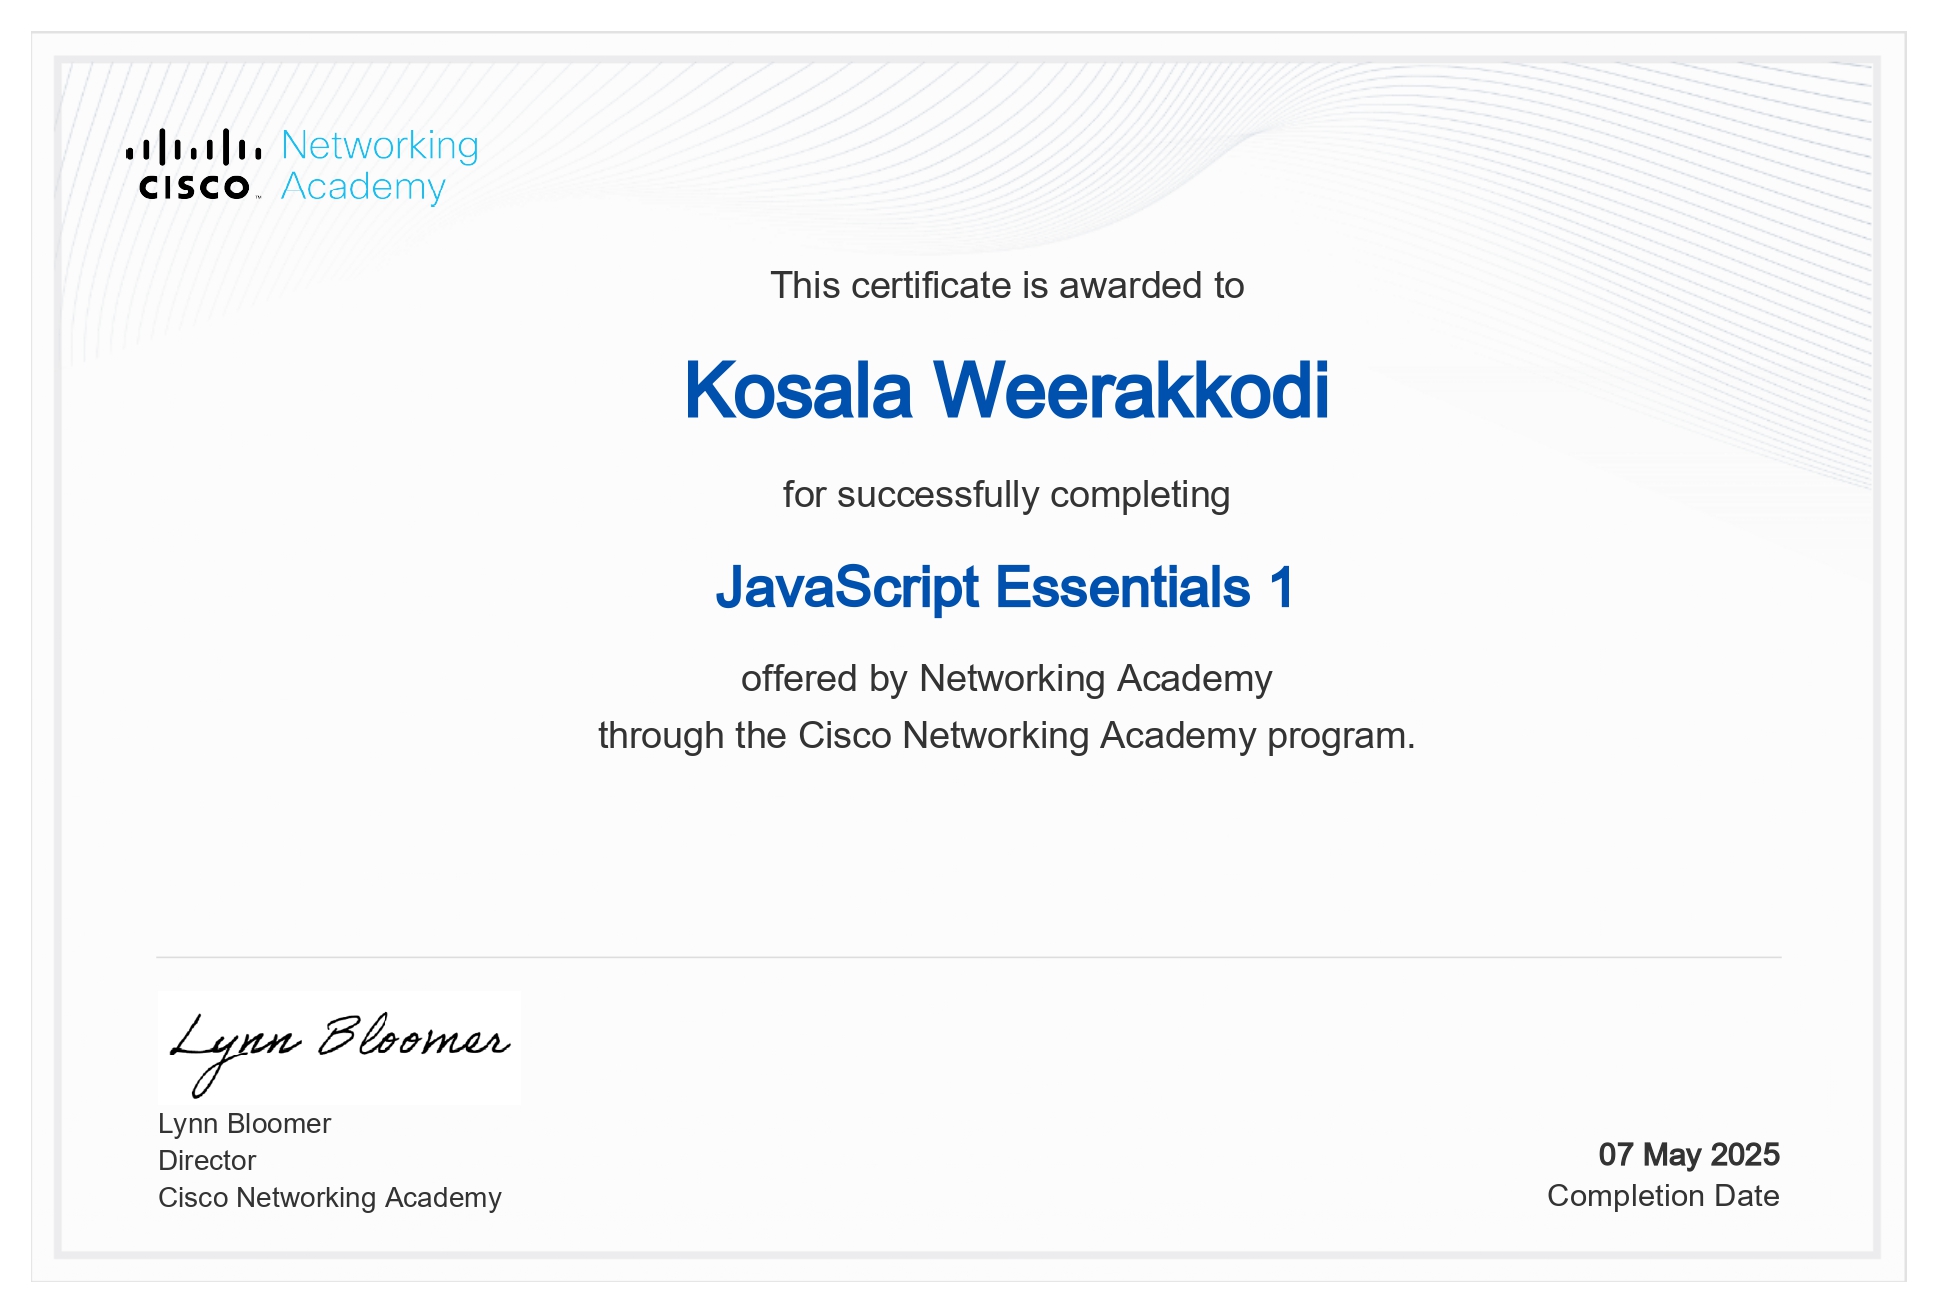 Networking
CISCO™ Academy
This certificate is awarded to
Kosala Weerakkodi
for successfully completing
JavaScript Essentials 1
offered by Networking Academy
through the Cisco Networking Academy program.
Lynn Bloomer
Lynn Bloomer
Director
Cisco Networking Academy
07 May 2025
Completion Date